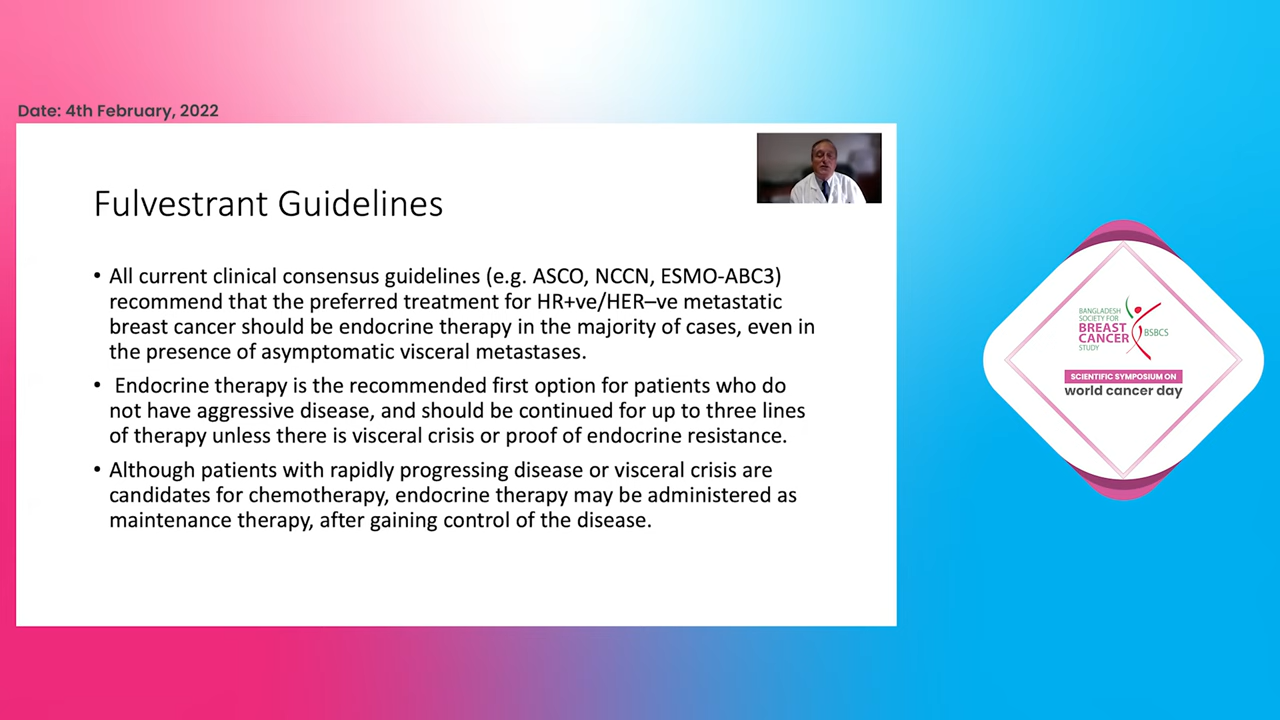 Date: 4th February, 2022
Fulvestrant Guidelines
• All current clinical consensus guidelines (e.g. ASCO, NCCN, ESMO-ABC3)
recommend that the preferred treatment for HR+ve/HER–ve metastatic
breast cancer should be endocrine therapy in the majority of cases, even in
the presence of asymptomatic visceral metastases.
• Endocrine therapy is the recommended first option for patients who do
not have aggressive disease, and should be continued for up to three lines
of therapy unless there is visceral crisis or proof of endocrine resistance.
• Although patients with rapidly progressing disease or visceral crisis are
candidates for chemotherapy, endocrine therapy may be administered as
maintenance therapy, after gaining control of the disease.
BANGLADESH
SOCIETY FOR
BREAST
CANCER
STUDY
BSBCS
SCIENTIFIC SYMPOSIUM ON
world cancer day